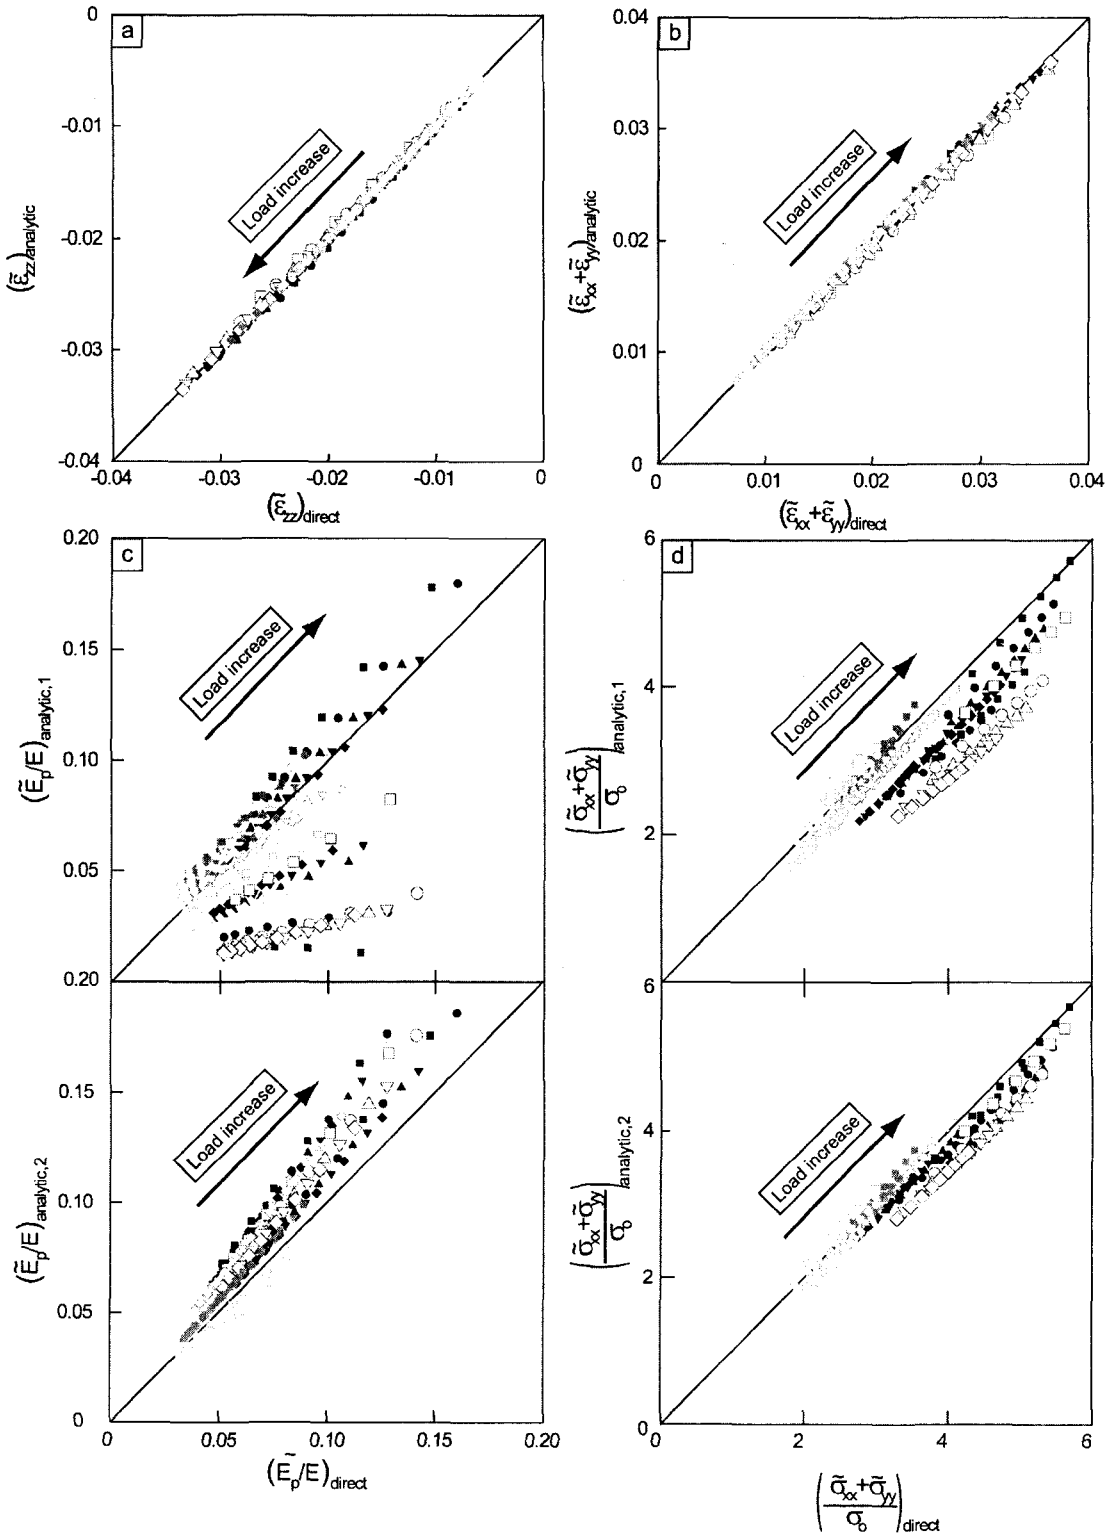 a
0
-0.01
-0.02
-0.03
-0.04
-0.04 -0.03 -0.02 -0.01 0
Load increase
(ε̃zz)analytic
(ε̃zz)direct
b
0.04
0.03
0.02
0.01
0
0 0.01 0.02 0.03 0.04
Load increase
(ε̃xx+ε̃yy)analytic
(ε̃xx+ε̃yy)direct
c
0.20
0.15
0.10
0.05
0.20
Load increase
(Ẽp/E)analytic,1
0.15
0.10
0.05
0
0 0.05 0.10 0.15 0.20
Load increase
(Ẽp/E)analytic,2
(Ẽp/E)direct
d
6
4
2
6
Load increase
(σ̃xx+σ̃yy/σo)analytic,1
4
2
0
0 2 4 6
Load increase
(σ̃xx+σ̃yy/σo)analytic,2
(σ̃xx+σ̃yy/σo)direct